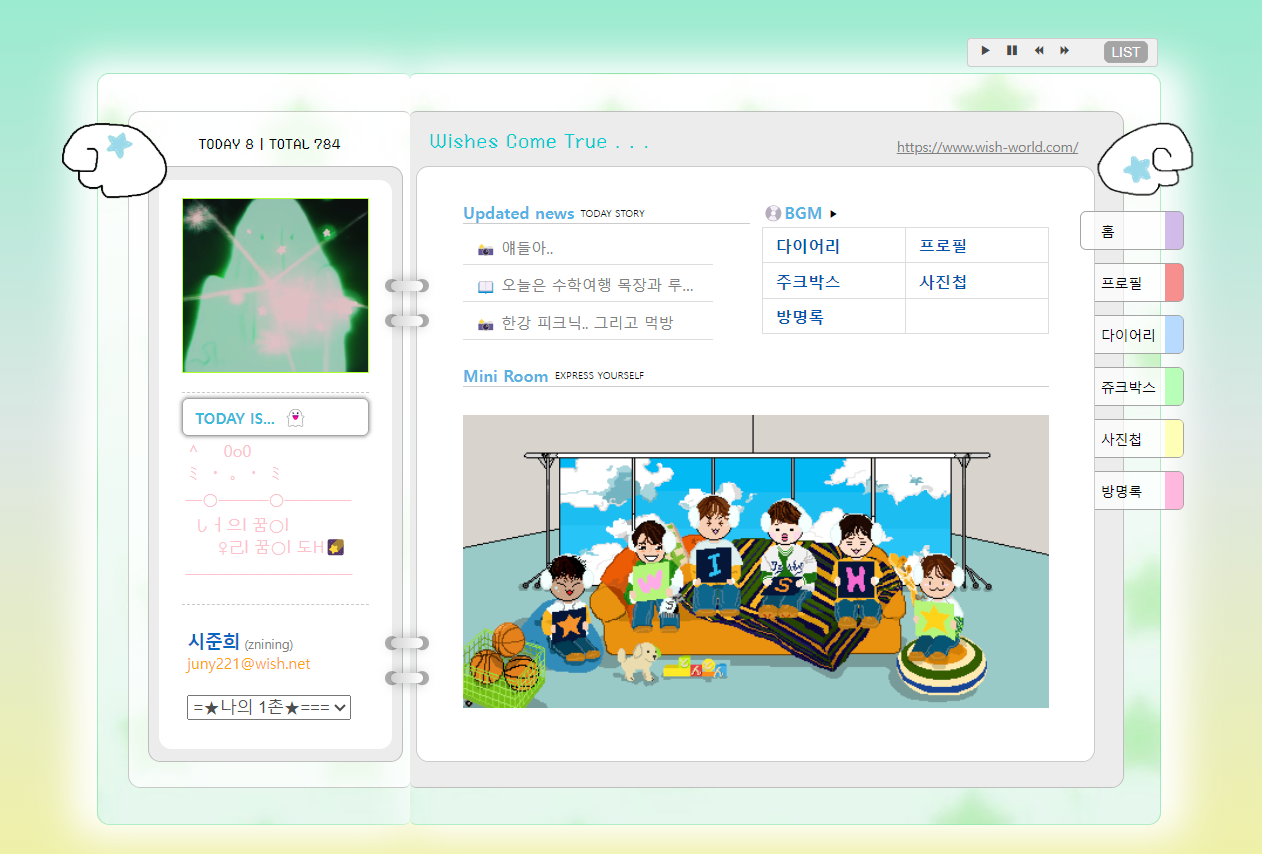 LIST
TODAY 8 | TOTAL 784
Wishes Come True . . .
https://www.wish-world.com/
TODAY IS...
^ 0o0
ミ ・ 。 ・ ミ
―○―――○――――
ㄴㅓ으l 꿈○l
우리 꿈○l 도H
시준희 (znining)
juny221@wish.net
=★나의 1촌★===
Updated news TODAY STORY
얘들아..
오늘은 수학여행 목장과 루...
한강 피크닉.. 그리고 먹방
BGM
다이어리
프로필
주크박스
사진첩
방명록
Mini Room EXPRESS YOURSELF
W
I
S
H
홈
프로필
다이어리
쥬크박스
사진첩
방명록